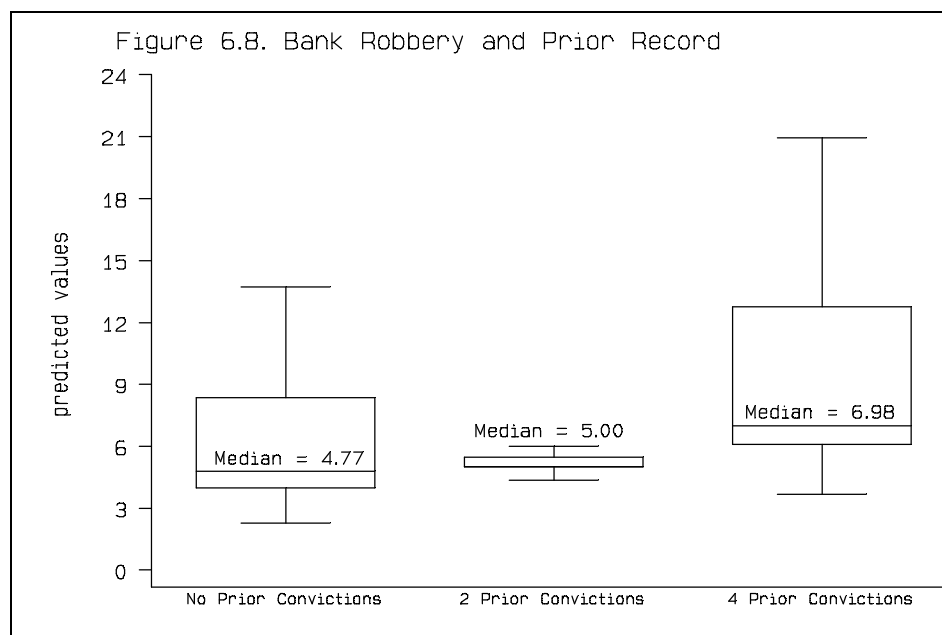 Figure 6.8. Bank Robbery and Prior Record
24
21
18
15
12
9
6
3
0
predicted values
Median = 4.77
Median = 5.00
Median = 6.98
No Prior Convictions
2 Prior Convictions
4 Prior Convictions